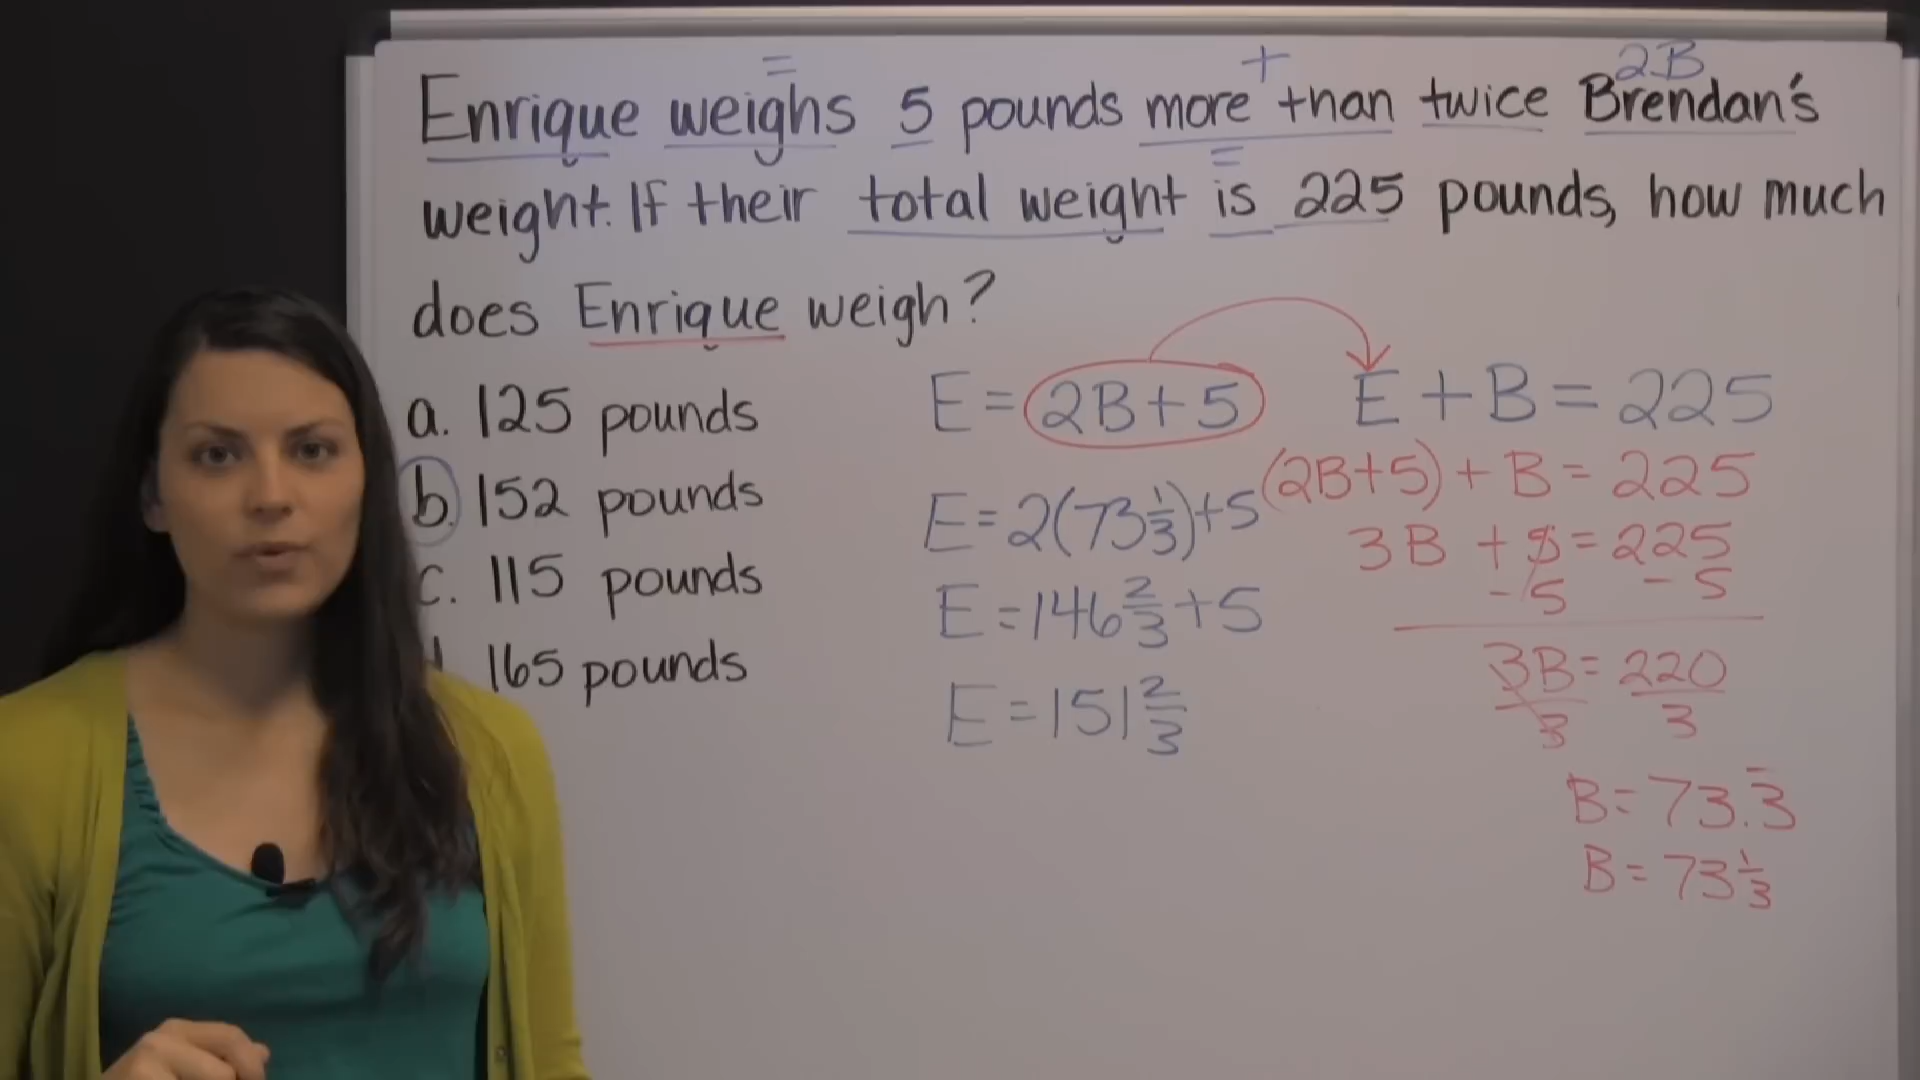 =
+
2B
Enrique weighs 5 pounds more than twice Brendan's
=
weight. If their total weight is 225 pounds, how much
does Enrique weigh?
a. 125 pounds
b. 152 pounds
c. 115 pounds
165 pounds
E = 2B + 5
E = 2(73 1/3) + 5
E = 146 2/3 + 5
E = 151 2/3
E + B = 225
(2B+5) + B = 225
3B + 5 = 225
- 5 - 5
3B = 220
3 3
B = 73.3̅
B = 73 1/3